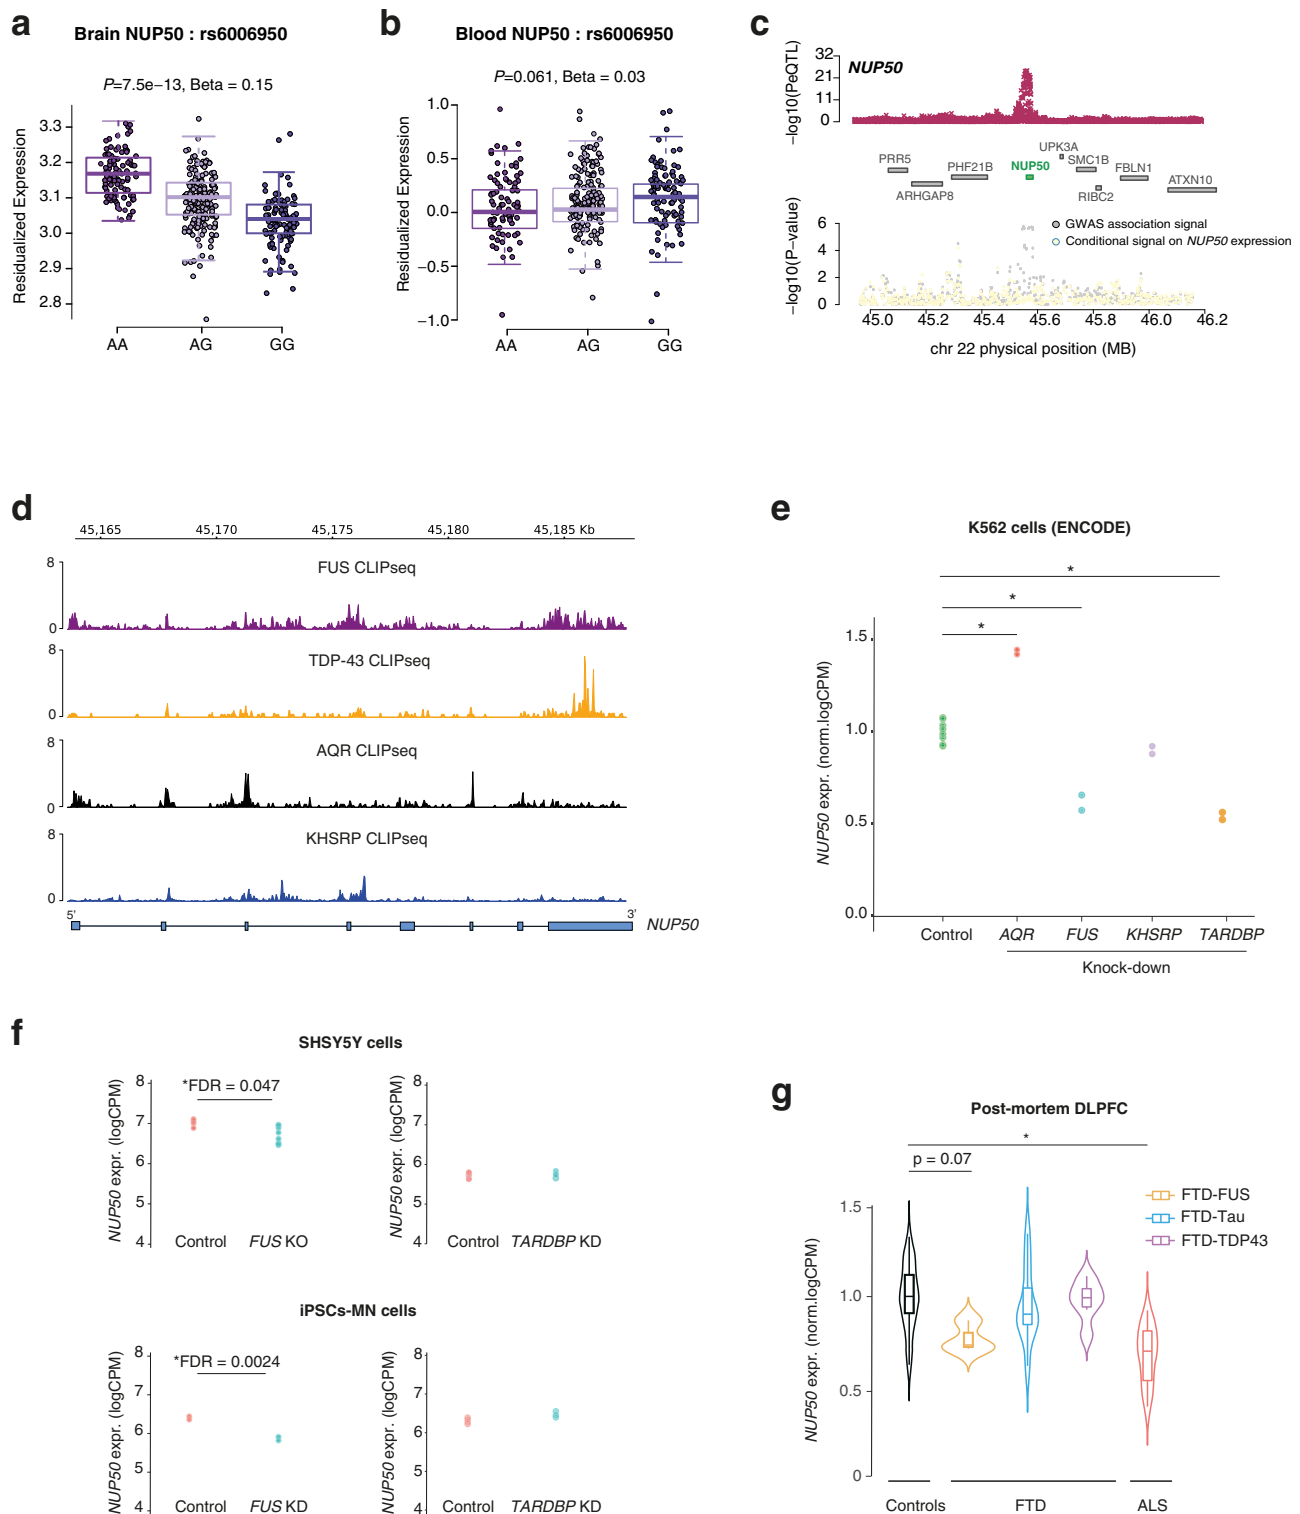 a
Brain NUP50 : rs6006950
P=7.5e−13, Beta = 0.15
Residualized Expression
3.3
3.2
3.1
3.0
2.9
2.8
AA AG GG
b
Blood NUP50 : rs6006950
P=0.061, Beta = 0.03
Residualized Expression
1.0
0.5
0.0
−0.5
−1.0
AA AG GG
c
NUP50
−log10(PeQTL)
32
21
11
0
UPK3A
PRR5 PHF21B NUP50 SMC1B FBLN1
ATXN10
ARHGAP8 RIBC2
−log10(P−value)
6
4
2
0
GWAS association signal
Conditional signal on NUP50 expression
45.0 45.2 45.4 45.6 45.8 46.0 46.2
chr 22 physical position (MB)
d
45,165 45,170 45,175 45,180 45,185 Kb
8
FUS CLIPseq
0
8
TDP-43 CLIPseq
0
8
AQR CLIPseq
0
8
KHSRP CLIPseq
0
5' 3'
NUP50
e
K562 cells (ENCODE)
*
*
*
NUP50 expr. (norm.logCPM)
1.5
1.0
0.5
0.0
Control AQR FUS KHSRP TARDBP
Knock-down
f
SHSY5Y cells
NUP50 expr. (logCPM)
8
7
6
5
4
*FDR = 0.047
Control FUS KO
NUP50 expr. (logCPM)
8
7
6
5
4
Control TARDBP KD
iPSCs-MN cells
NUP50 expr. (logCPM)
8
7
6
5
4
*FDR = 0.0024
Control FUS KD
NUP50 expr. (logCPM)
8
7
6
5
4
Control TARDBP KD
g
Post-mortem DLPFC
*
p = 0.07
FTD-FUS
FTD-Tau
FTD-TDP43
NUP50 expr. (norm.logCPM)
1.5
1.0
0.5
0
Controls FTD ALS